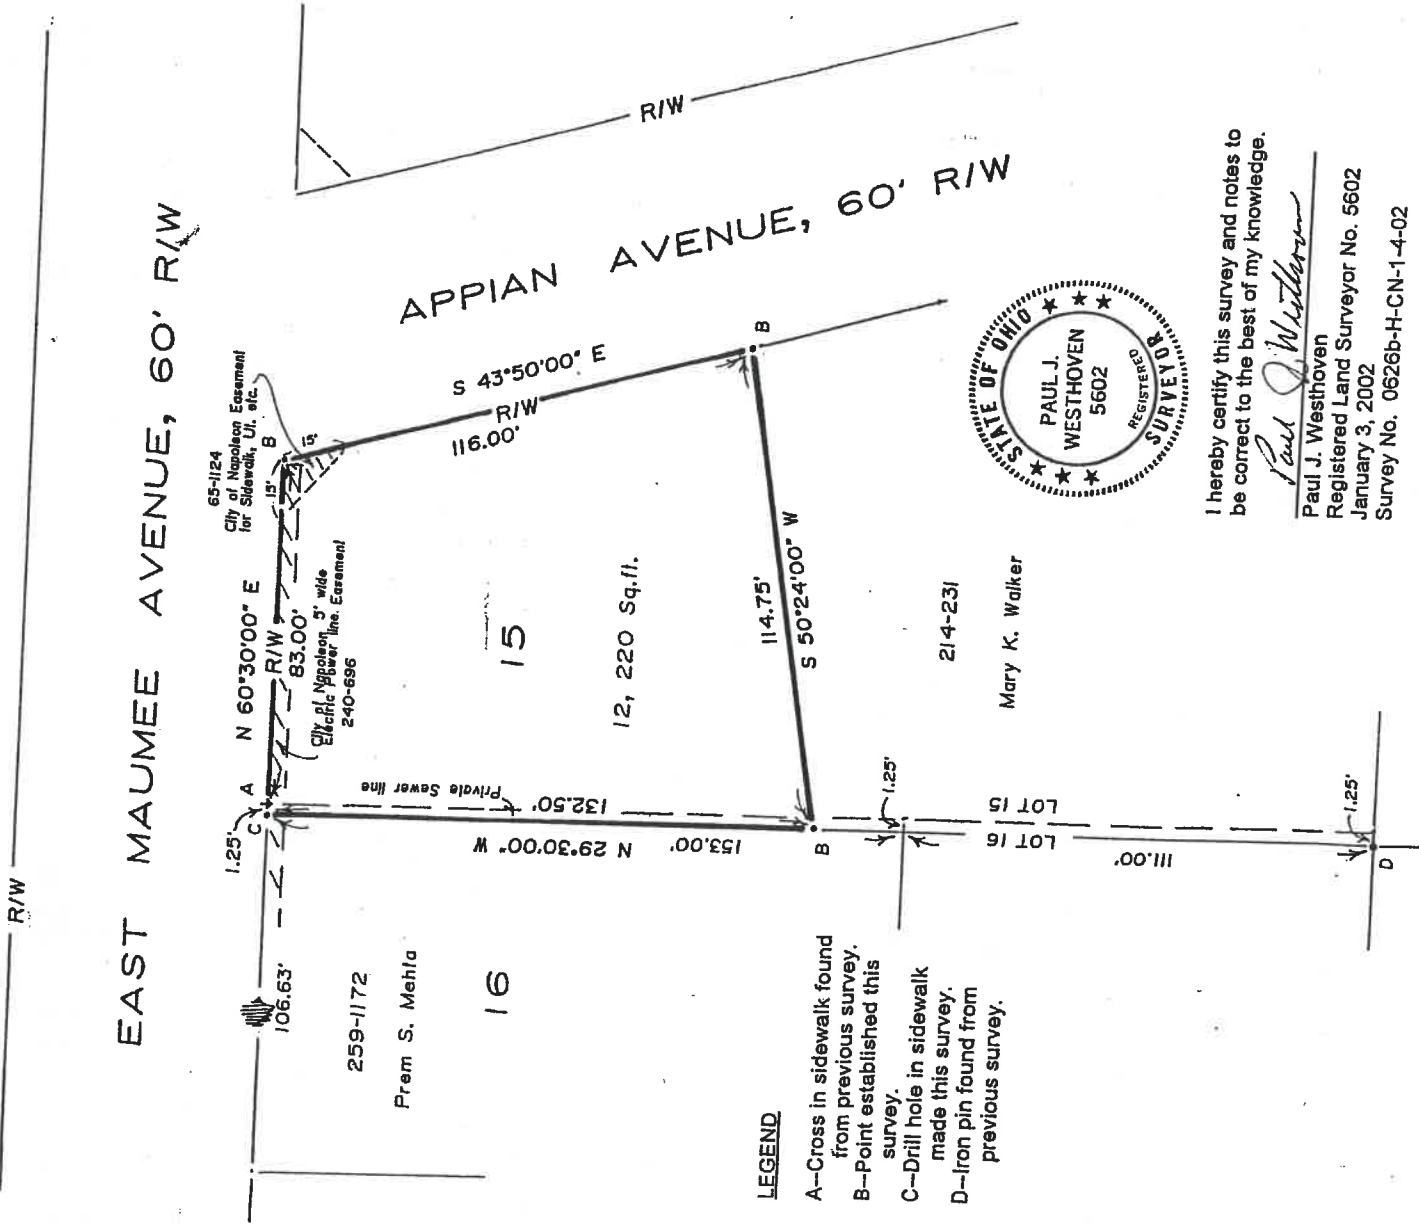 R/W
EAST MAUMEE AVENUE, 60' R/W
R/W
APPIAN AVENUE, 60' R/W
65-1124
City of Napoleon Easement
for Sidewalk, Ut. etc.
1.25'
C
A
N 60°30'00" E
R/W
83.00'
15'
B
15'
106.63'
City of Napoleon 5' wide
Electric Power line Easement
240-696
S 43°50'00" E
R/W
116.00'
259-1172
Prem S. Mehta
16
15
12, 220 Sq.ft.
Private Sewer line
132.50'
N 29°30'00" W
153.00'
114.75'
S 50°24'00" W
B
B
1.25'
214-231
Mary K. Walker
LOT 15
LOT 16
111.00'
1.25'
D
LEGEND
A--Cross in sidewalk found
from previous survey.
B--Point established this
survey.
C--Drill hole in sidewalk
made this survey.
D--Iron pin found from
previous survey.
STATE OF OHIO
PAUL J.
WESTHOVEN
5602
REGISTERED
SURVEYOR
I hereby certify this survey and notes to
be correct to the best of my knowledge.
Paul J. Westhoven
Paul J. Westhoven
Registered Land Surveyor No. 5602
January 3, 2002
Survey No. 0626b-H-CN-1-4-02